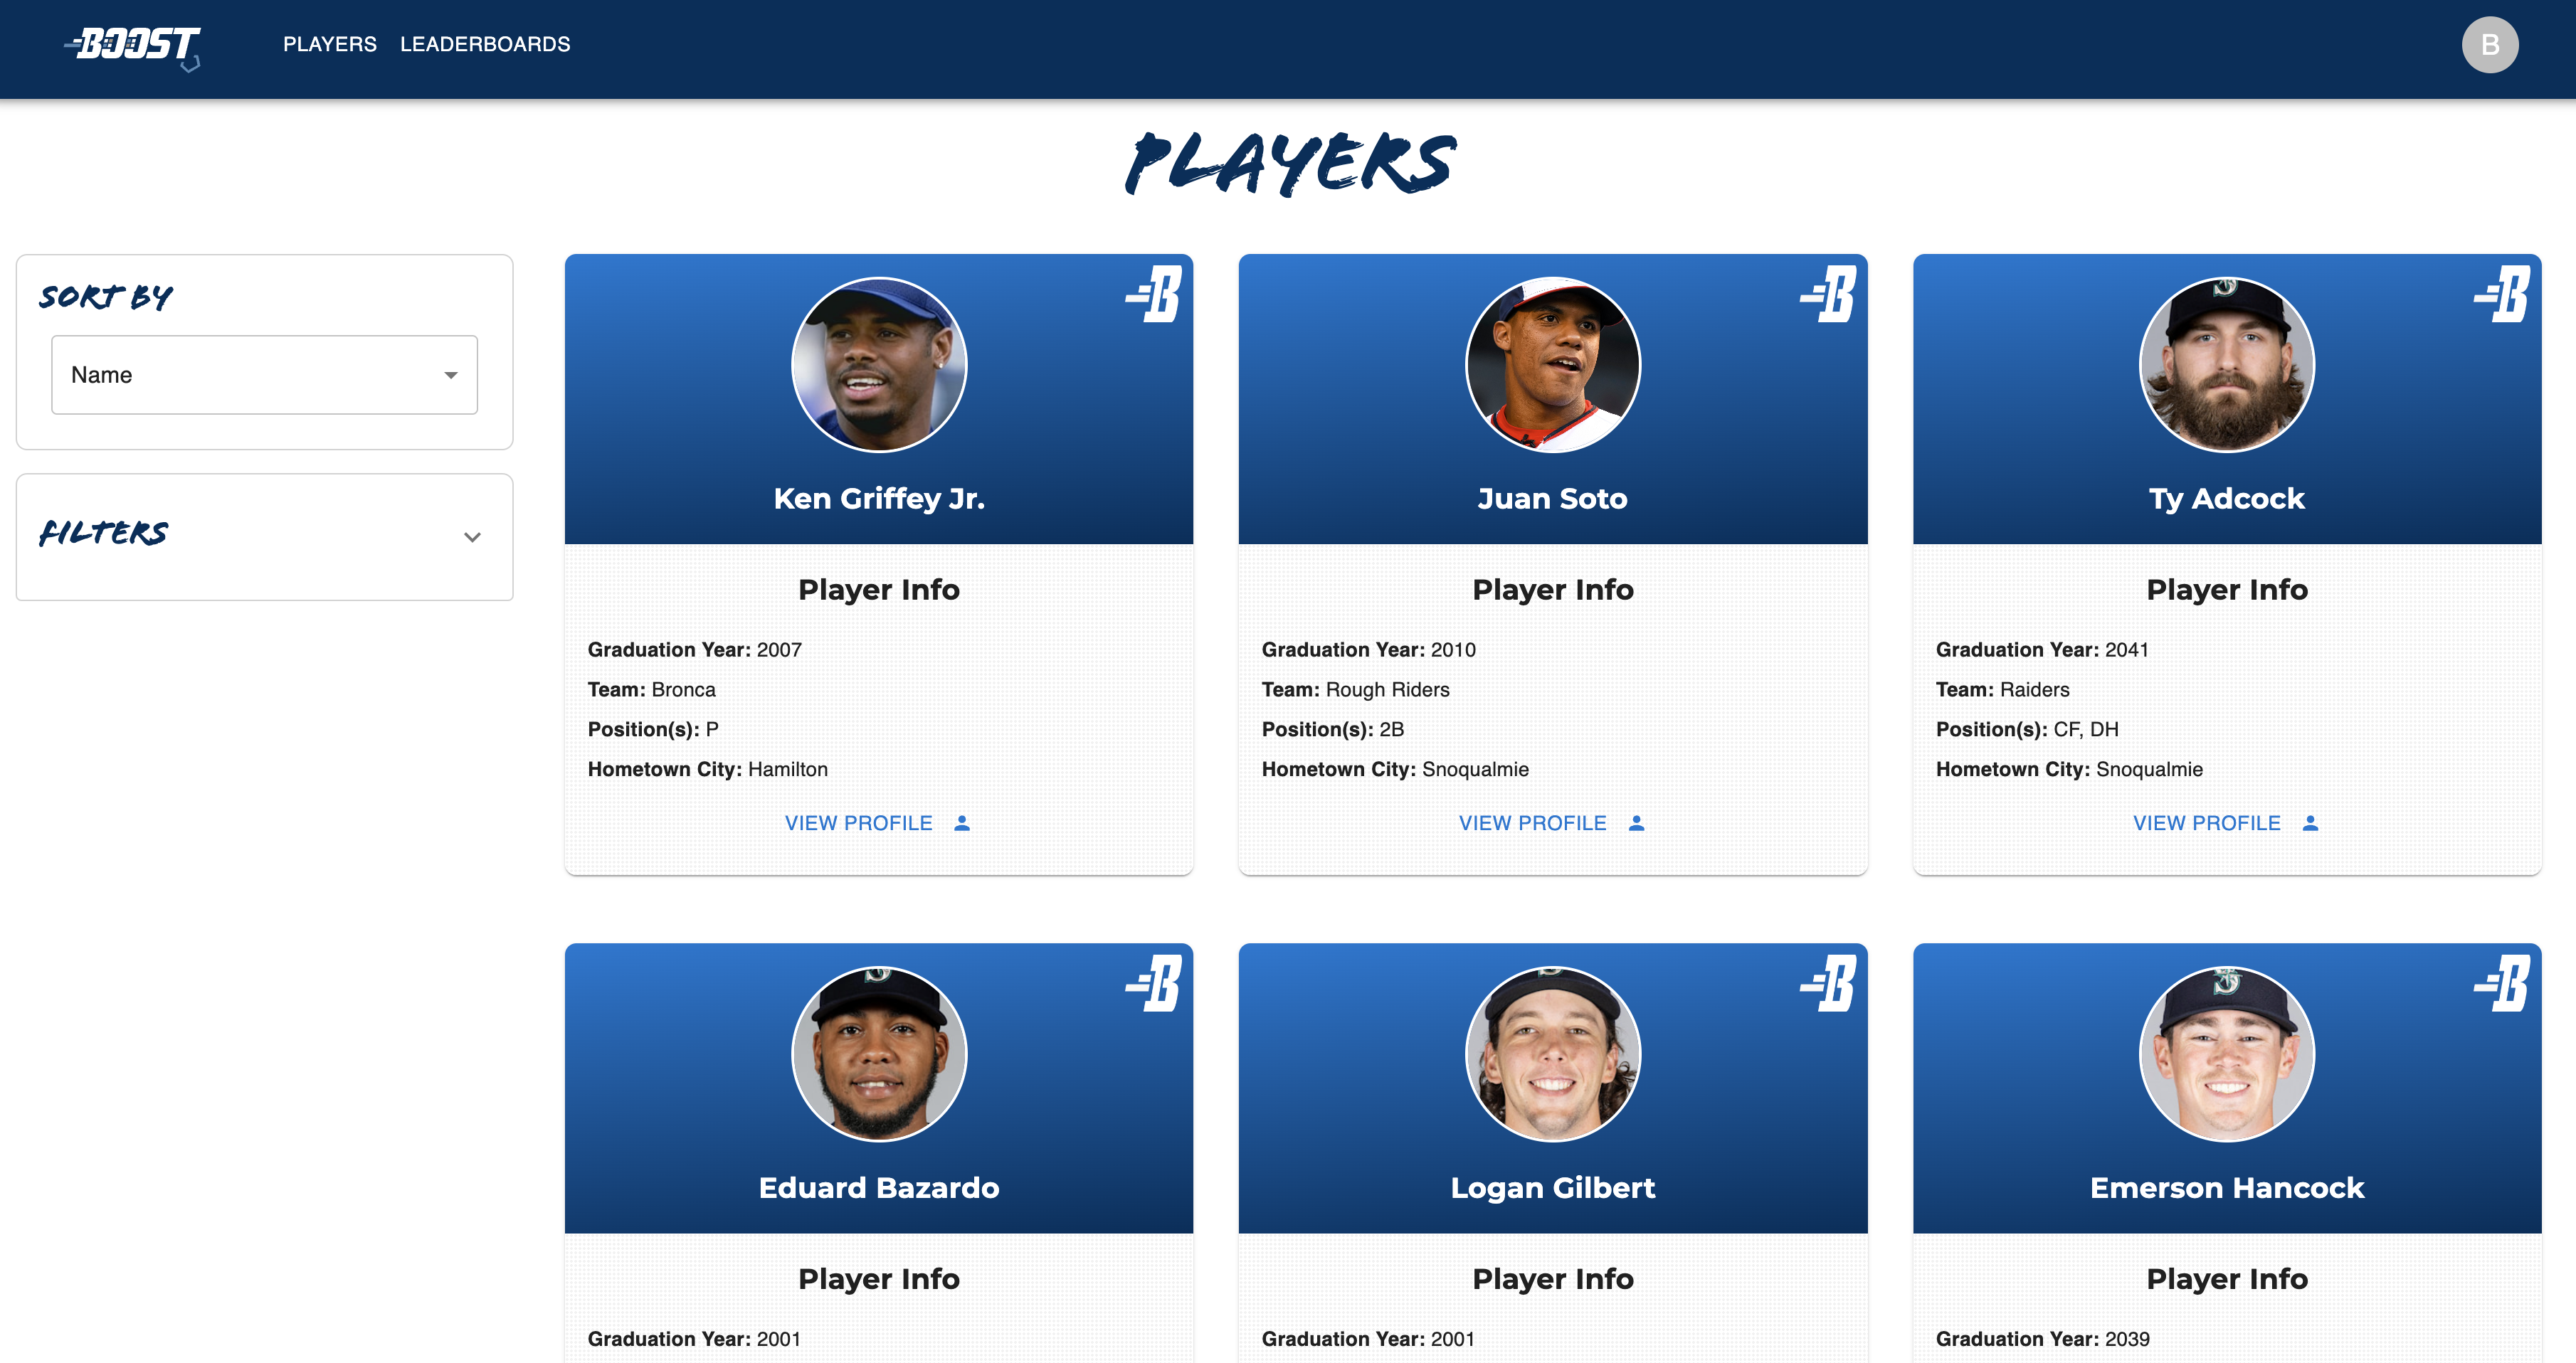 BOOST
PLAYERS
LEADERBOARDS
B
PLAYERS
SORT BY
Name
FILTERS
B
Ken Griffey Jr.
Player Info
Graduation Year: 2007
Team: Bronca
Position(s): P
Hometown City: Hamilton
VIEW PROFILE
B
Juan Soto
Player Info
Graduation Year: 2010
Team: Rough Riders
Position(s): 2B
Hometown City: Snoqualmie
VIEW PROFILE
B
Ty Adcock
Player Info
Graduation Year: 2041
Team: Raiders
Position(s): CF, DH
Hometown City: Snoqualmie
VIEW PROFILE
B
Eduard Bazardo
Player Info
Graduation Year: 2001
B
Logan Gilbert
Player Info
Graduation Year: 2001
B
Emerson Hancock
Player Info
Graduation Year: 2039